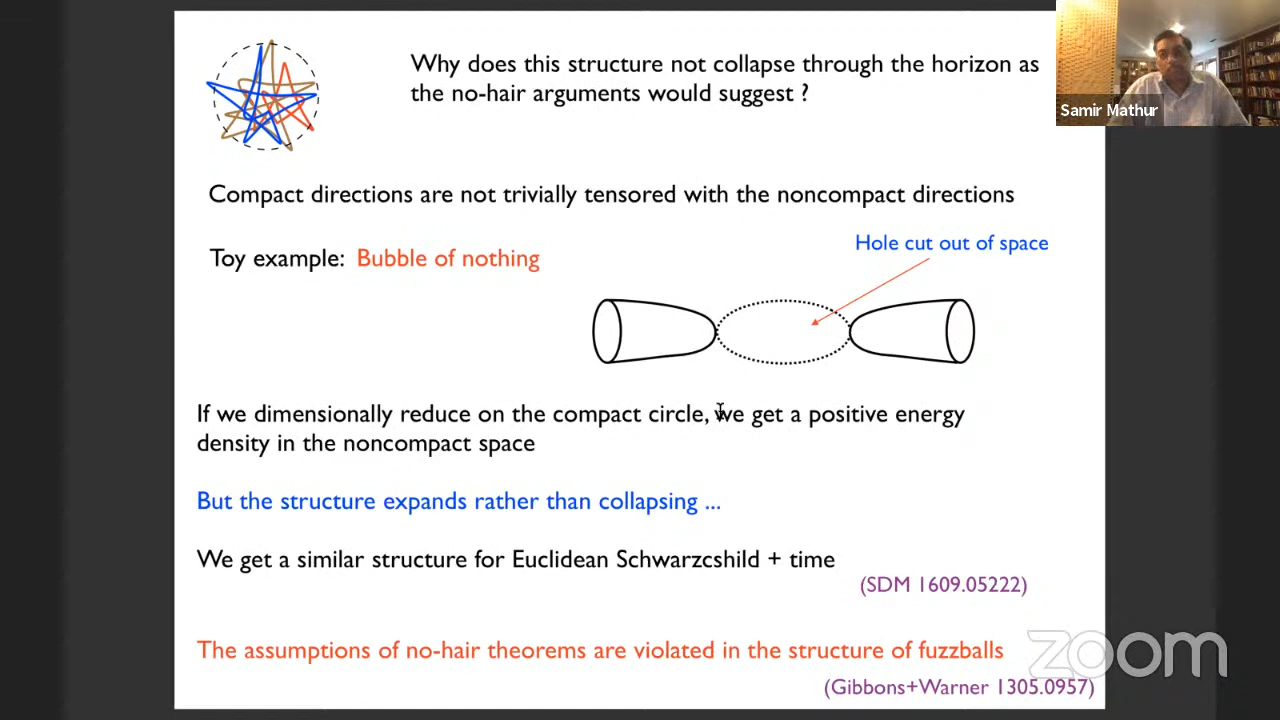 Why does this structure not collapse through the horizon as
the no-hair arguments would suggest ?
Samir Mathur
Compact directions are not trivially tensored with the noncompact directions
Hole cut out of space
Toy example: Bubble of nothing
If we dimensionally reduce on the compact circle, we get a positive energy
density in the noncompact space
But the structure expands rather than collapsing ...
We get a similar structure for Euclidean Schwarzcshild + time
(SDM 1609.05222)
The assumptions of no-hair theorems are violated in the structure of fuzzballs
(Gibbons+Warner 1305.0957)
zoom